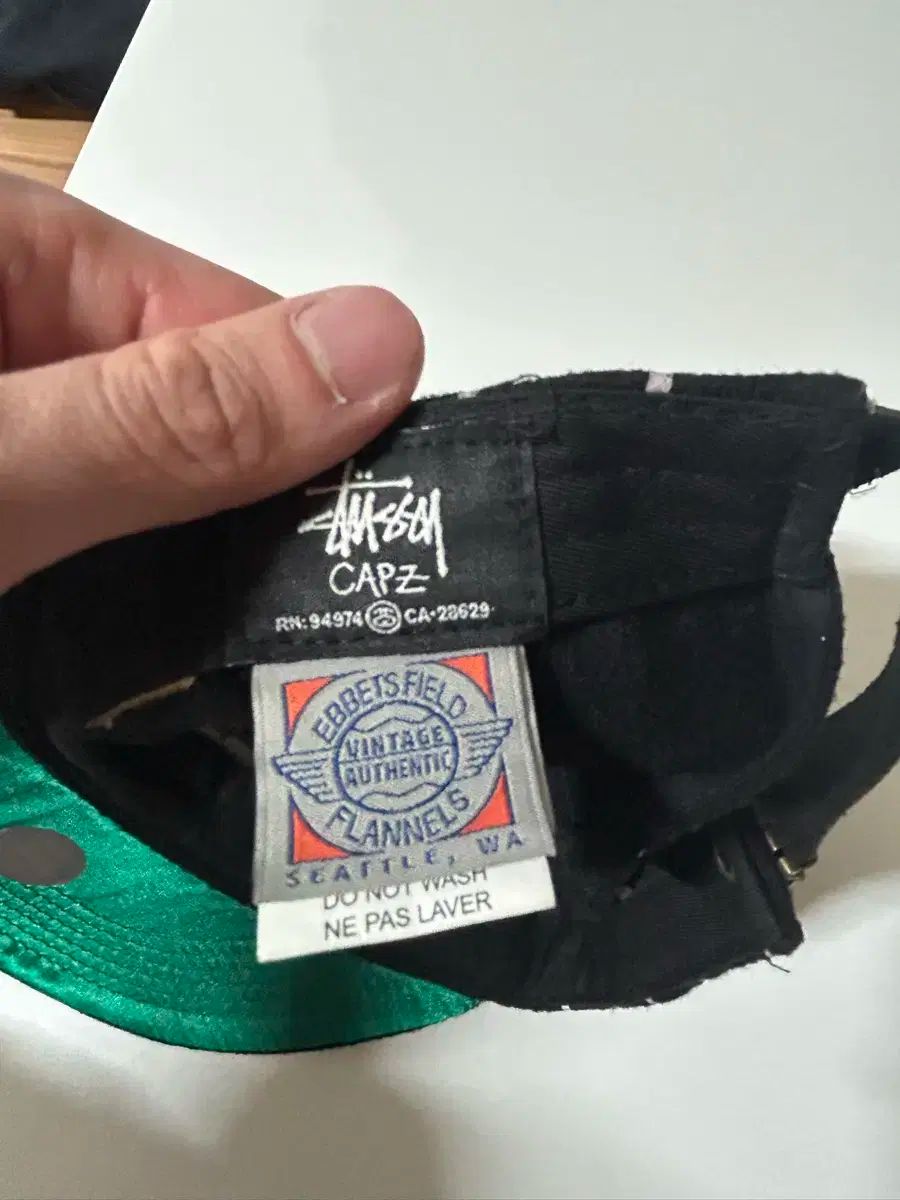 Stüssy
CAPZ
RN: 94974 CA•28629
EBBETS FIELD
VINTAGE
AUTHENTIC
FLANNELS
SEATTLE, WA
DO NOT WASH
NE PAS LAVER